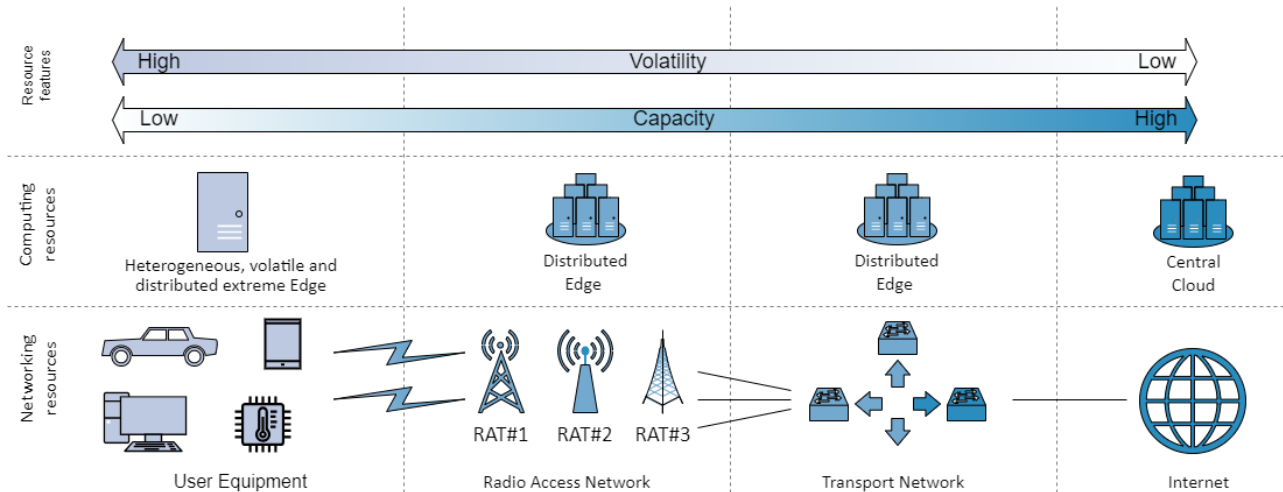 Resource
features
High Volatility Low
Low Capacity High
Computing
resources
Heterogeneous, volatile and
distributed extreme Edge
Distributed
Edge
Distributed
Edge
Central
Cloud
Networking
resources
RAT#1 RAT#2 RAT#3
User Equipment Radio Access Network Transport Network Internet